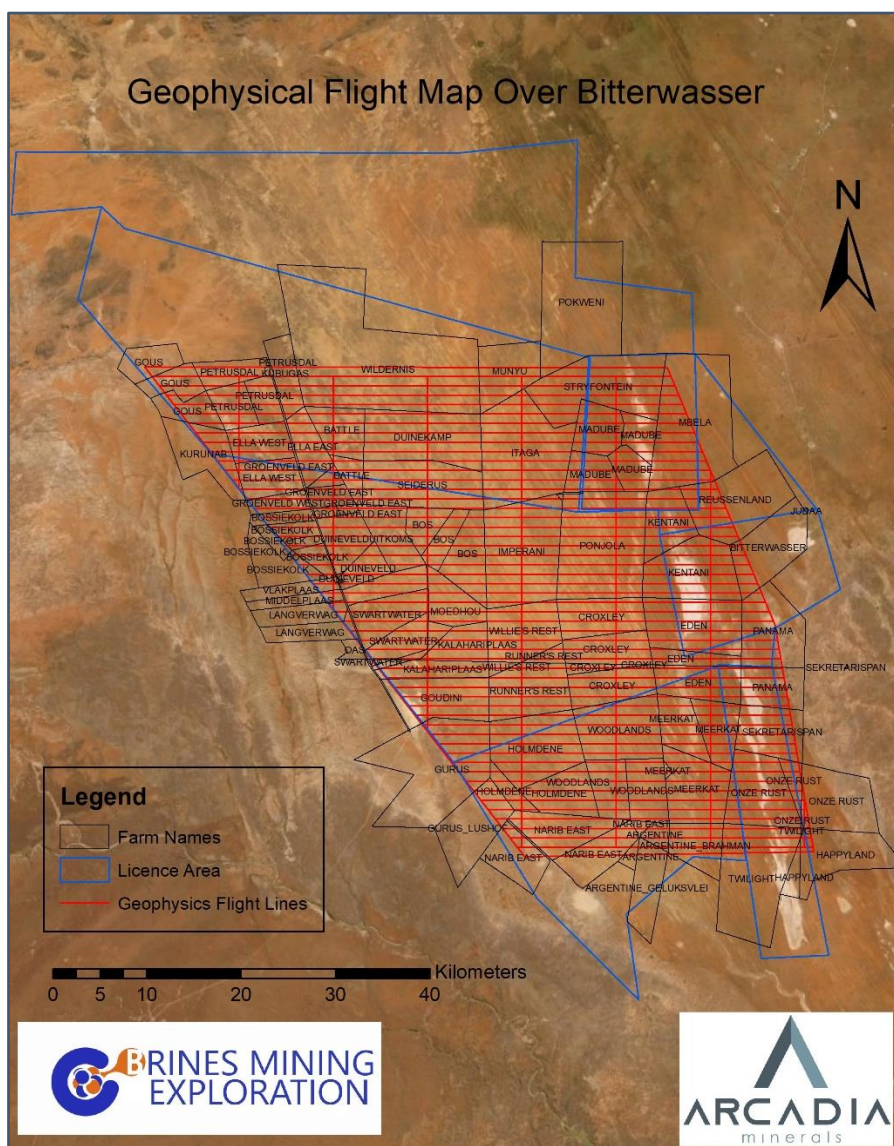 Geophysical Flight Map Over Bitterwasser
N
POKWENI
GOUS
PETRUSDAL
PETRUSDAL
KUBUGAS
WILDERNIS
MUNYU
GOUS
PETRUSDAL
STRYFONTEIN
GOUS
PETRUSDAL
BATTLE
DUINEKAMP
MADUBE
MADUBE
MBELA
ELLA WEST
ELLA EAST
KURUNAB
ITAGA
GROENVELD EAST
ELLA WEST
BATTLE
SEIDERUS
MADUBE
MADUBE
GROENVELD EAST
GROENVELD WEST
GROENVELD EAST
GROENVELD EAST
REUSSENLAND
BOSSIEKOLK
BOS
KENTANI
JUDAA
BOSSIEKOLK
BOSSIEKOLK
DUINEVELD
UITKOMS
BOS
BOS
IMPERANI
PONJOLA
BITTERWASSER
BOSSIEKOLK
BOSSIEKOLK
BOSSIEKOLK
DUINEVELD
DUINEVELD
KENTANI
VLAKPLAAS
MIDDELPLAAS
LANGVERWAG
SWARTWATER
MOEDHOU
CROXLEY
EDEN
PANAMA
LANGVERWAG
WILLIE'S REST
SWARTWATER
KALAHARIPLAAS
CROXLEY
DAS
SWARTWATER
RUNNER'S REST
EDEN
KALAHARIPLAAS
WILLIE'S REST
CROXLEY
CROXLEY
SEKRETARISPAN
GOUDINI
RUNNER'S REST
CROXLEY
EDEN
PANAMA
MEERKAT
WOODLANDS
MEERKAT
SEKRETARISPAN
HOLMDENE
GURUS
MEERKAT
WOODLANDS
ONZE RUST
HOLMDENE
HOLMDENE
WOODLANDS
MEERKAT
ONZE RUST
ONZE RUST
GURUS_LUSHOF
NARIB EAST
NARIB EAST
ARGENTINE
ONZE RUST
TWILIGHT
ARGENTINE_BRAHMAN
NARIB EAST
NARIB EAST
ARGENTINE
HAPPYLAND
ARGENTINE_GELUKSVLEI
TWILIGHT
HAPPYLAND
Legend
Farm Names
Licence Area
Geophysics Flight Lines
Kilometers
0 5 10 20 30 40
BRINES MINING
EXPLORATION
ARCADIA
minerals